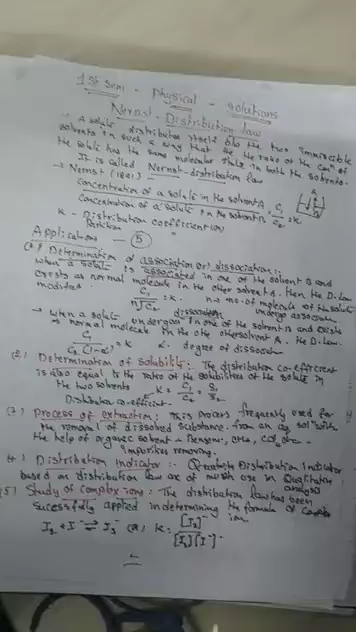 1st Sem - Physical - Solutions
Nernst - Distribution law
:- A solute distributes itself b/w the two immiscible
solvents in such a way that the ratio of the conⁿ of
the solute has the same molecular state in both the solvents.
It is called Nernst-distribution law
→ Nernst (1891)
Concentration of a solute in the solvent A = C₁ = K
Concentration of a solute in the solvent B C₂
K - Distribution coefficient (or)
Partition "
Applications - (5)
(1) Determination of association (or) dissociation :-
when a solute is associated in one of the solvent B and
exists as normal molecule in the other solvent A. Then the D. Law
modified C₁ / n√C₂ = K. n → no. of molecule of the solute
undergo association.
→ when a solute undergoes dissociation in one of the solvent B and exists
as normal molecule in the other solvent A. the D. Law.
C₁ / C₂(1-α) = K α - degree of dissociation
(2) Determination of solubility :- The distribution co-efficient
is also equal to the ratio of the solubilities of the solute in
the two solvents K = C₁/C₂ = S₁/S₂
Distribution co-efficient -
(3) Process of extraction :- This process frequently used for
the removal of dissolved substance from an aq solⁿ with
the help of organic solvent - Benzene,
impurities removing.
(4) Distribution Indicator :- Distribution Indicator
based on distribution law are of much use in Qualitative
analysis
(5) Study of complex ions : The distribution law has been
sucessfully applied in determining the formula of complex
ion.
I₂ + I⁻ ⇌ I₃⁻ (or) K = [I₃]⁻ / [I₂][I⁻]